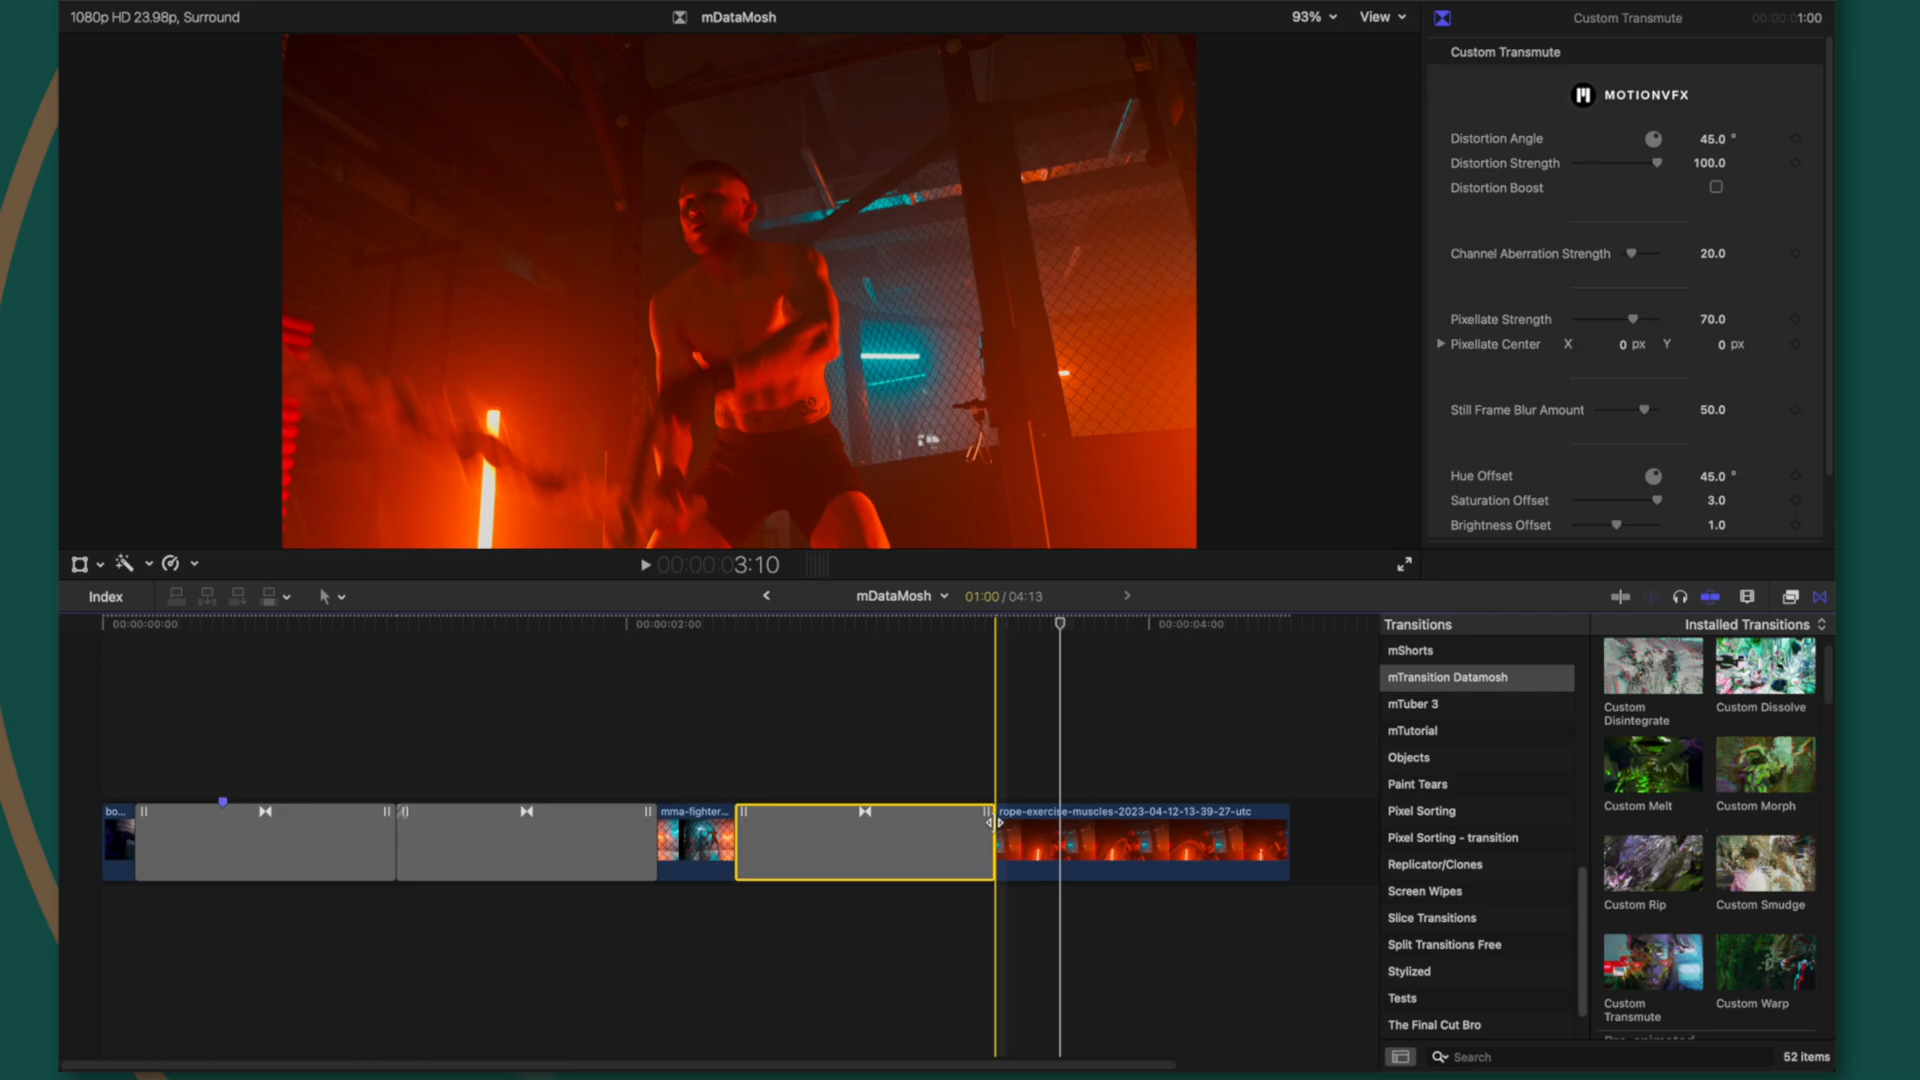 1080p HD 23.98p, Surround
mDataMosh
93%
View
Custom Transmute
00:00:01:00
Custom Transmute
MOTIONVFX
Distortion Angle 45.0 °
Distortion Strength 100.0
Distortion Boost
Channel Aberration Strength 20.0
Pixellate Strength 70.0
Pixellate Center X 0 px Y 0 px
Still Frame Blur Amount 50.0
Hue Offset 45.0 °
Saturation Offset 3.0
Brightness Offset 1.0
00:00:03:10
Index
mDataMosh
01:00 / 04:13
00:00:00:00
00:00:02:00
00:00:04:00
bo...
mma-fighter...
rope-exercise-muscles-2023-04-12-13-39-27-utc
Transitions
Installed Transitions
mShorts
mTransition Datamosh
mTuber 3
mTutorial
Objects
Paint Tears
Pixel Sorting
Pixel Sorting - transition
Replicator/Clones
Screen Wipes
Slice Transitions
Split Transitions Free
Stylized
Tests
The Final Cut Bro
Custom
Disintegrate
Custom Dissolve
Custom Melt
Custom Morph
Custom Rip
Custom Smudge
Custom
Transmute
Custom Warp
Search
52 items